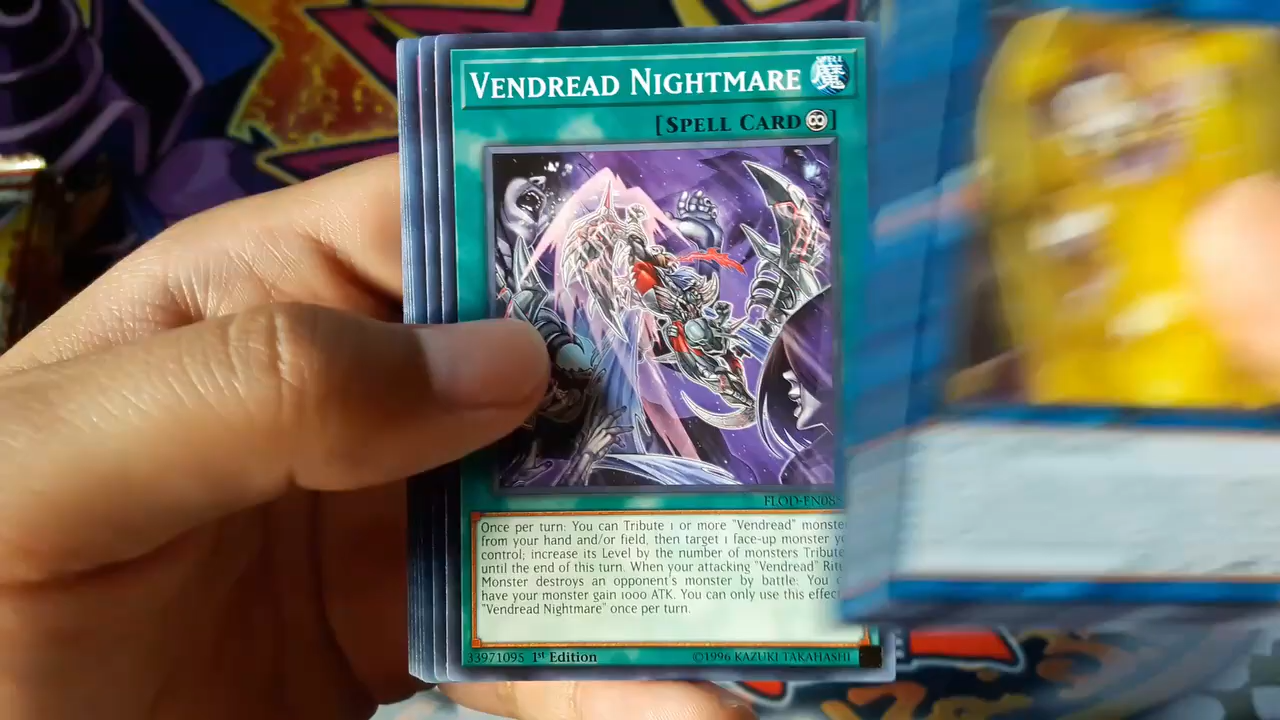 VENDREAD NIGHTMARE
SPELL
魔
[SPELL CARD]
FLOD-EN08
Once per turn: You can Tribute 1 or more "Vendread" monste
from your hand and/or field, then target 1 face-up monster y
control; increase its Level by the number of monsters Tribute
until the end of this turn. When your attacking "Vendread" Rit
Monster destroys an opponent's monster by battle: You c
have your monster gain 1000 ATK. You can only use this effec
"Vendread Nightmare" once per turn.
33971095 1st Edition ©1996 KAZUKI TAKAHASHI